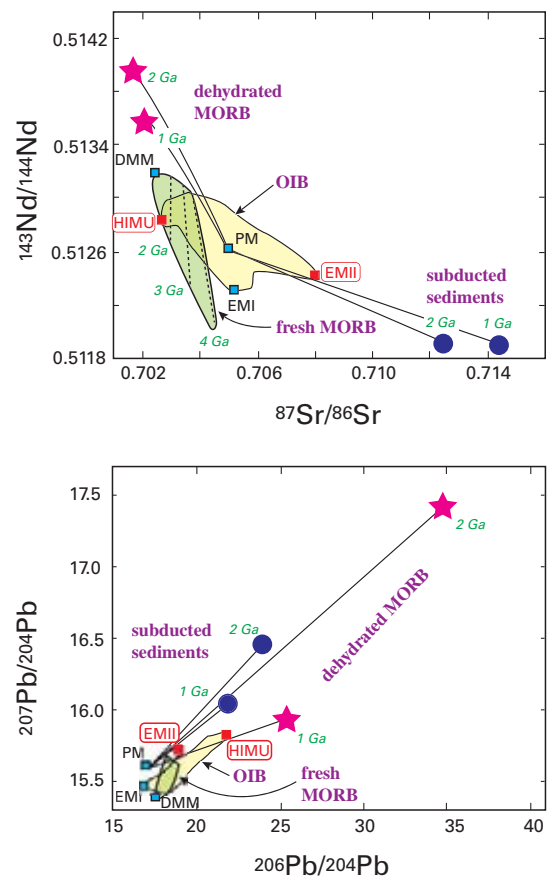 0.5142
2 Ga
dehydrated
MORB
0.5134
1 Ga
DMM
OIB
143Nd/144Nd
HIMU
PM
0.5126
EMII
2 Ga
subducted
sediments
EMI
3 Ga
fresh MORB
2 Ga
1 Ga
4 Ga
0.5118
0.702
0.706
0.710
0.714
87Sr/86Sr
17.5
2 Ga
17.0
dehydrated MORB
207Pb/204Pb
subducted
sediments
2 Ga
16.5
1 Ga
16.0
EMII
1 Ga
HIMU
PM
OIB
fresh
MORB
15.5
EMI
DMM
15
20
25
30
35
40
206Pb/204Pb